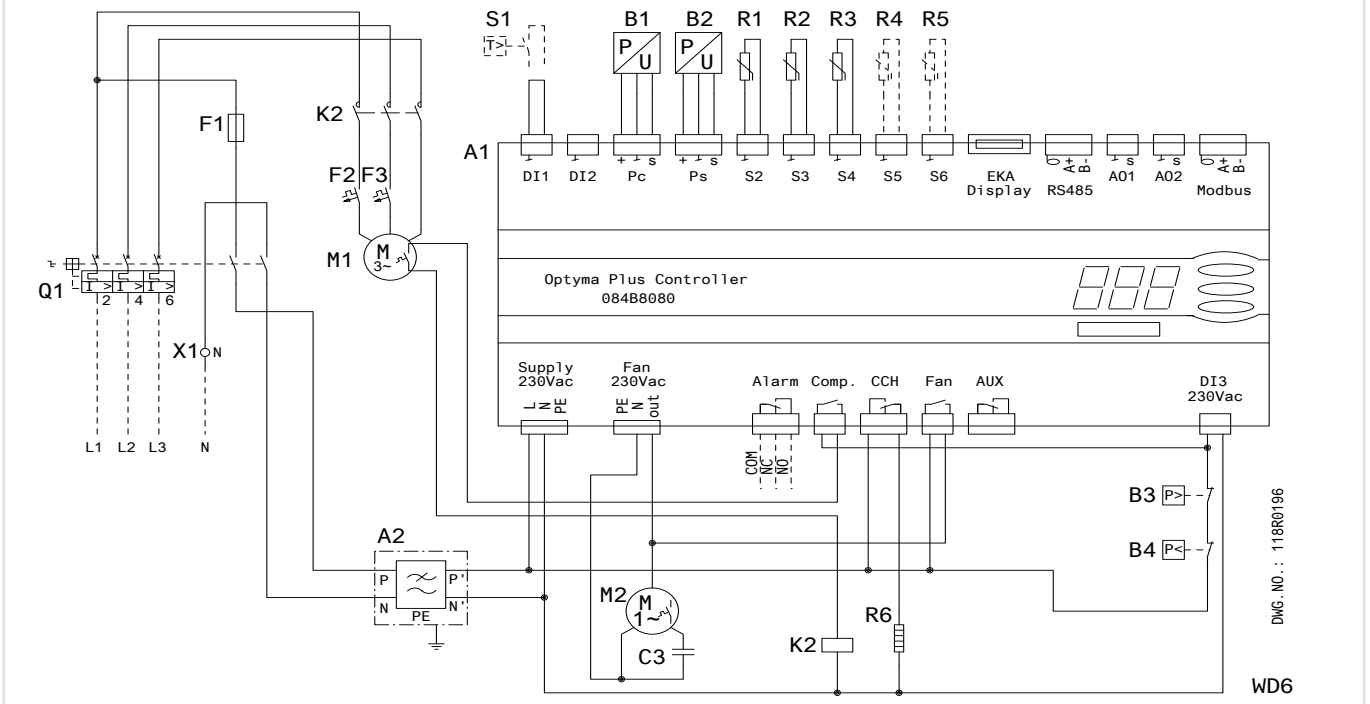 S1 B1 B2 R1 R2 R3 R4 R5
T> P U P U
F1 K2
A1
+ s + s 0 A+ B- s s 0 A+ B-
DI1 DI2 Pc Ps S2 S3 S4 S5 S6 EKA Display RS485 AO1 AO2 Modbus
F2 F3
M1 M 3~
Q1 I > 2 I > 4 I > 6
Optyma Plus Controller
084B8080
X1 N
Supply 230Vac
Fan 230Vac
Alarm Comp. CCH Fan AUX
DI3 230Vac
L N PE
PE N out
L1 L2 L3 N
COM NC NO
B3 P>
B4 P<
A2
P P'
N N'
PE
M2 M 1~
C3
K2
R6
DWG.NO.: 118R0196
WD6